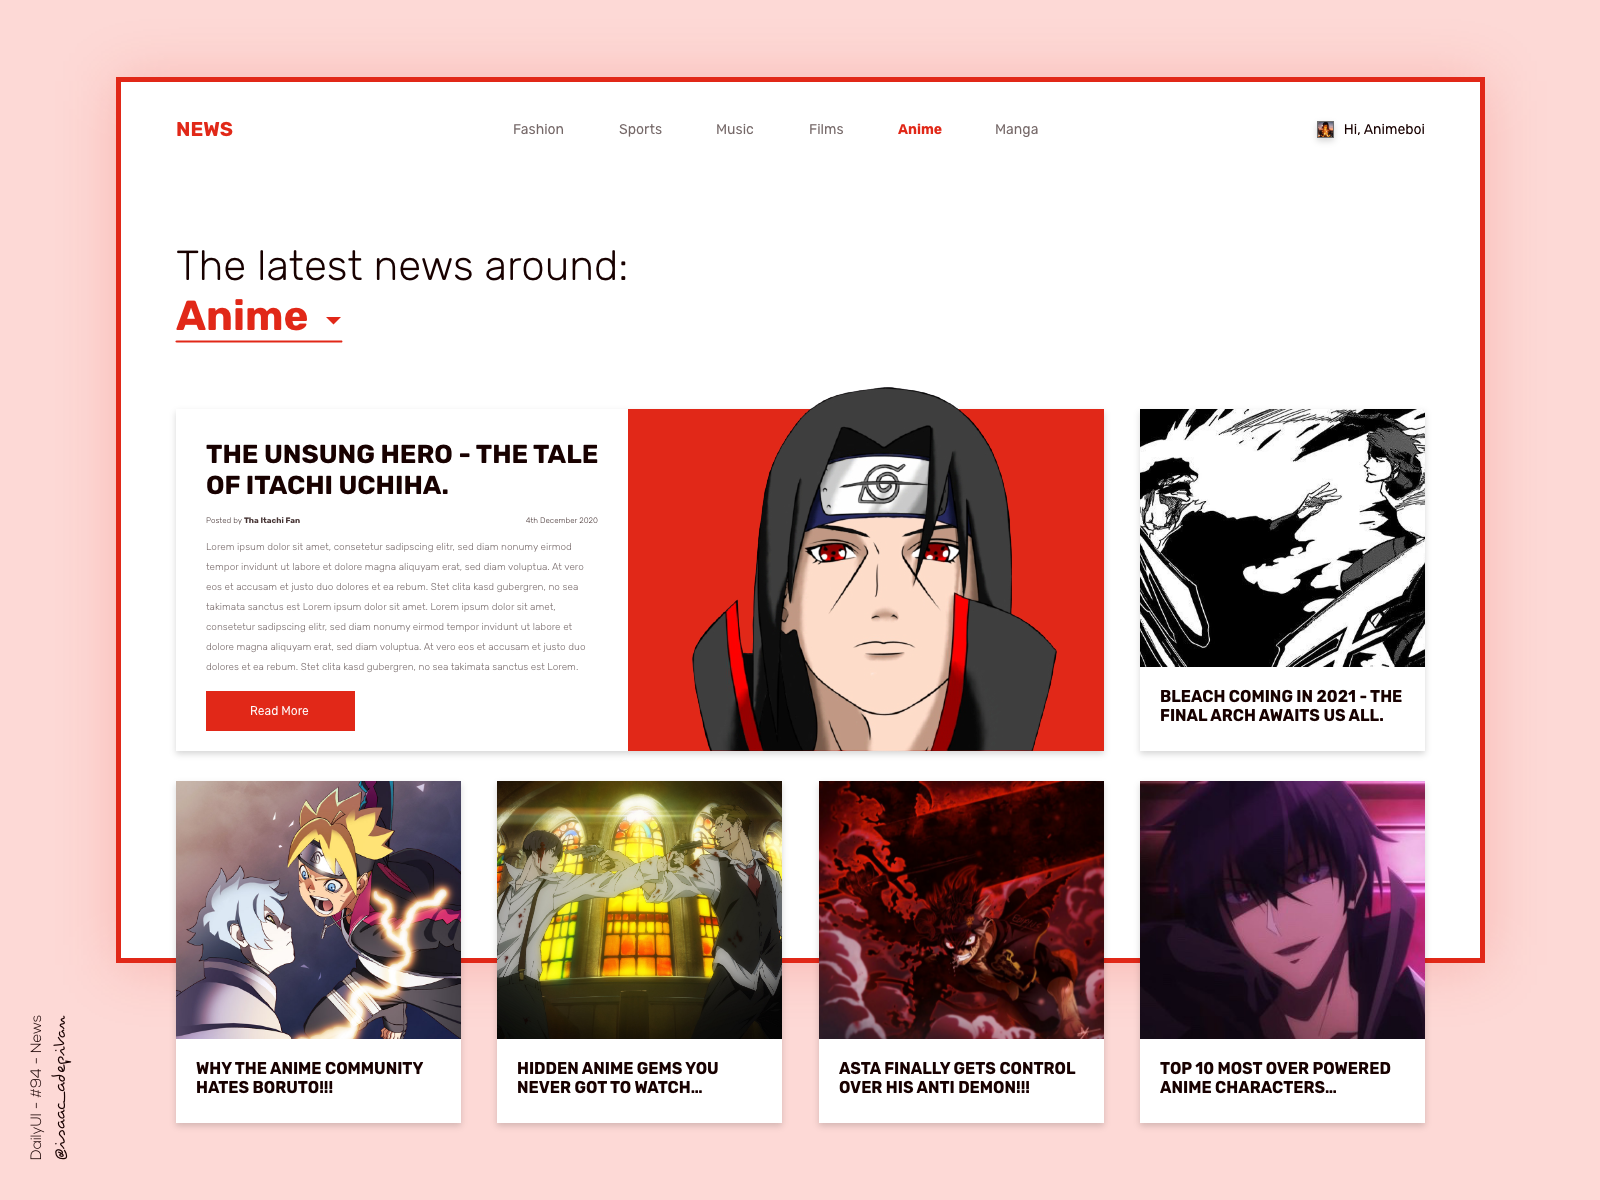 NEWS
Fashion
Sports
Music
Films
Anime
Manga
Hi, Animeboi
The latest news around:
Anime
THE UNSUNG HERO - THE TALE
OF ITACHI UCHIHA.
Posted by Tha Itachi Fan
4th December 2020
Lorem ipsum dolor sit amet, consetetur sadipscing elitr, sed diam nonumy eirmod
tempor invidunt ut labore et dolore magna aliquyam erat, sed diam voluptua. At vero
eos et accusam et justo duo dolores et ea rebum. Stet clita kasd gubergren, no sea
takimata sanctus est Lorem ipsum dolor sit amet. Lorem ipsum dolor sit amet,
consetetur sadipscing elitr, sed diam nonumy eirmod tempor invidunt ut labore et
dolore magna aliquyam erat, sed diam voluptua. At vero eos et accusam et justo duo
dolores et ea rebum. Stet clita kasd gubergren, no sea takimata sanctus est Lorem.
Read More
BLEACH COMING IN 2021 - THE
FINAL ARCH AWAITS US ALL.
WHY THE ANIME COMMUNITY
HATES BORUTO!!!
HIDDEN ANIME GEMS YOU
NEVER GOT TO WATCH...
ASTA FINALLY GETS CONTROL
OVER HIS ANTI DEMON!!!
TOP 10 MOST OVER POWERED
ANIME CHARACTERS...
DailyUI - #94 - News
@isaac_adepitan